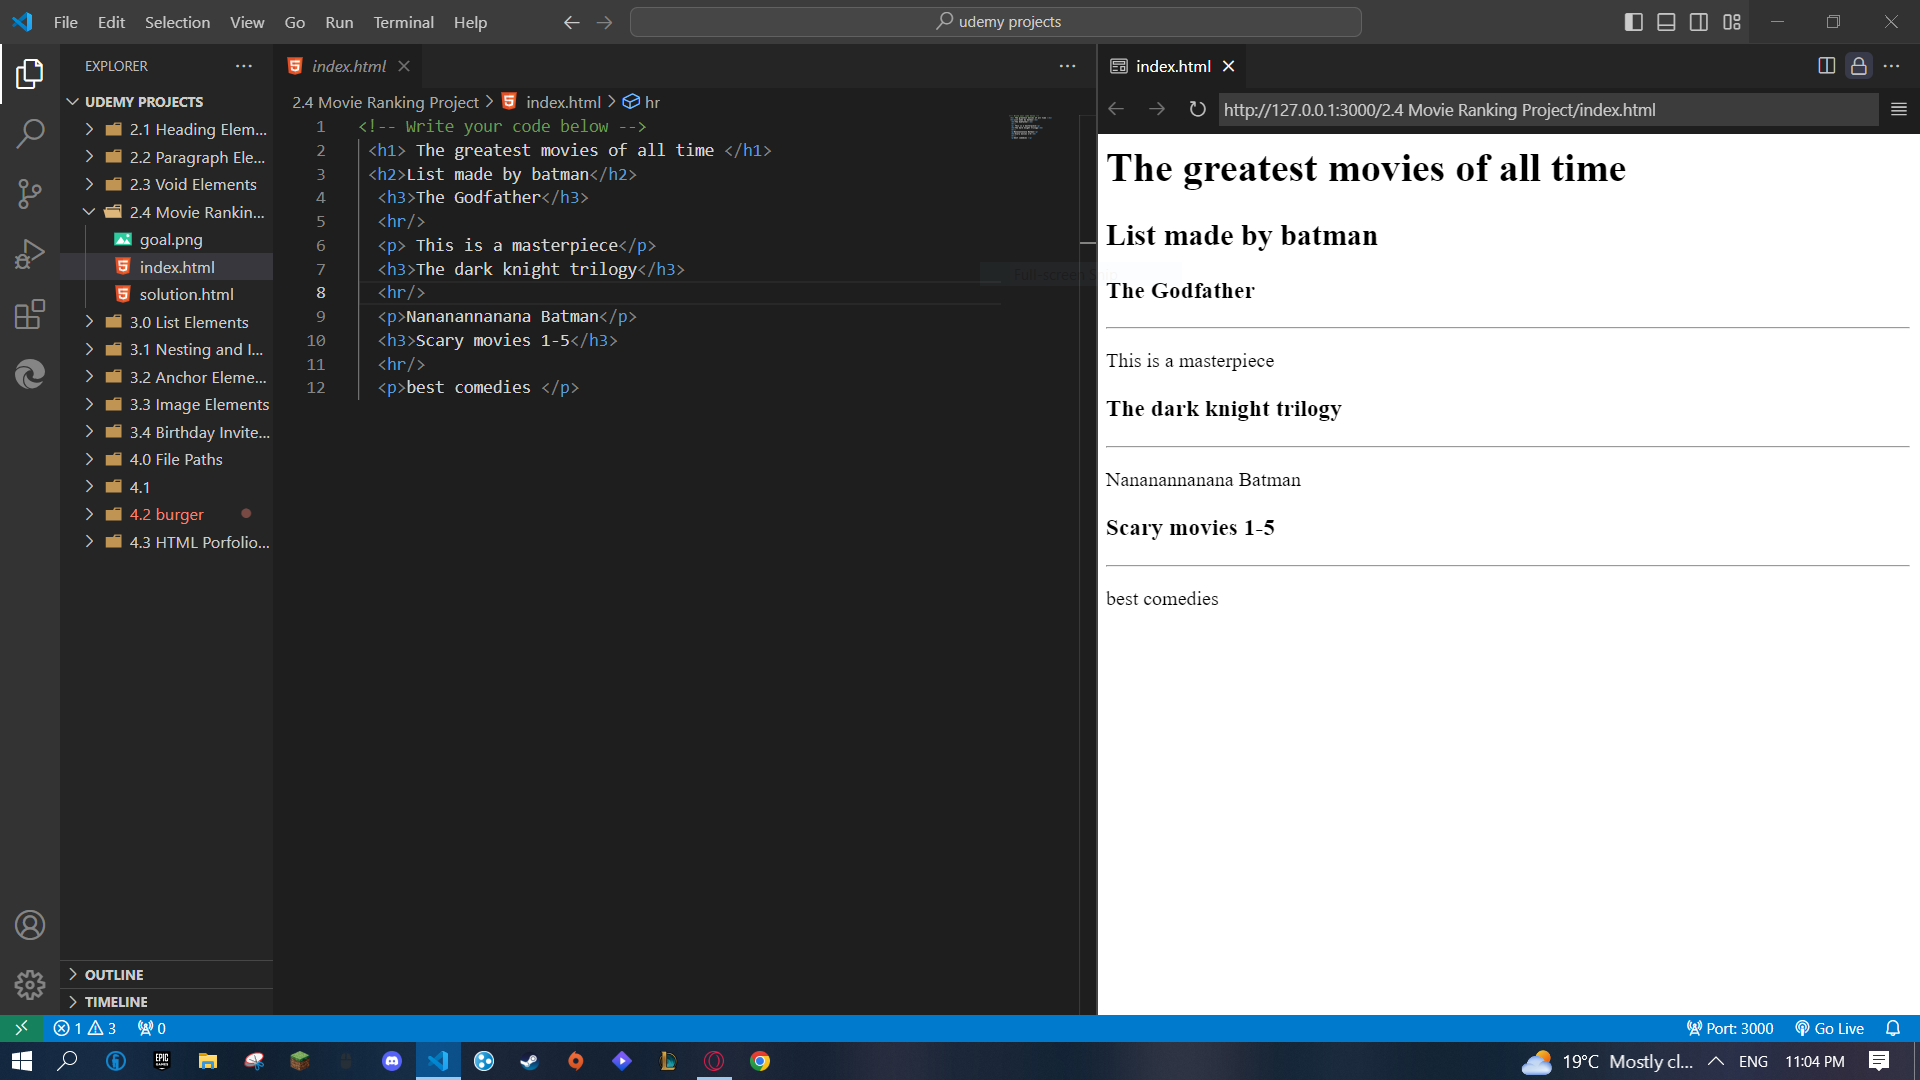 File Edit Selection View Go Run Terminal Help
udemy projects
EXPLORER
UDEMY PROJECTS
2.1 Heading Elem...
2.2 Paragraph Ele...
2.3 Void Elements
2.4 Movie Rankin...
goal.png
index.html
solution.html
3.0 List Elements
3.1 Nesting and I...
3.2 Anchor Eleme...
3.3 Image Elements
3.4 Birthday Invite...
4.0 File Paths
4.1
4.2 burger
4.3 HTML Porfolio...
OUTLINE
TIMELINE
index.html
2.4 Movie Ranking Project > index.html > hr
1 <!-- Write your code below -->
2 <h1> The greatest movies of all time </h1>
3 <h2>List made by batman</h2>
4 <h3>The Godfather</h3>
5 <hr/>
6 <p> This is a masterpiece</p>
7 <h3>The dark knight trilogy</h3>
8 <hr/>
9 <p>Nananannanana Batman</p>
10 <h3>Scary movies 1-5</h3>
11 <hr/>
12 <p>best comedies </p>
Full-screen Snip
index.html
http://127.0.0.1:3000/2.4 Movie Ranking Project/index.html
The greatest movies of all time
List made by batman
The Godfather
This is a masterpiece
The dark knight trilogy
Nananannanana Batman
Scary movies 1-5
best comedies
1 3 0
Port: 3000 Go Live
EPIC GAMES
19°C Mostly cl... ENG 11:04 PM